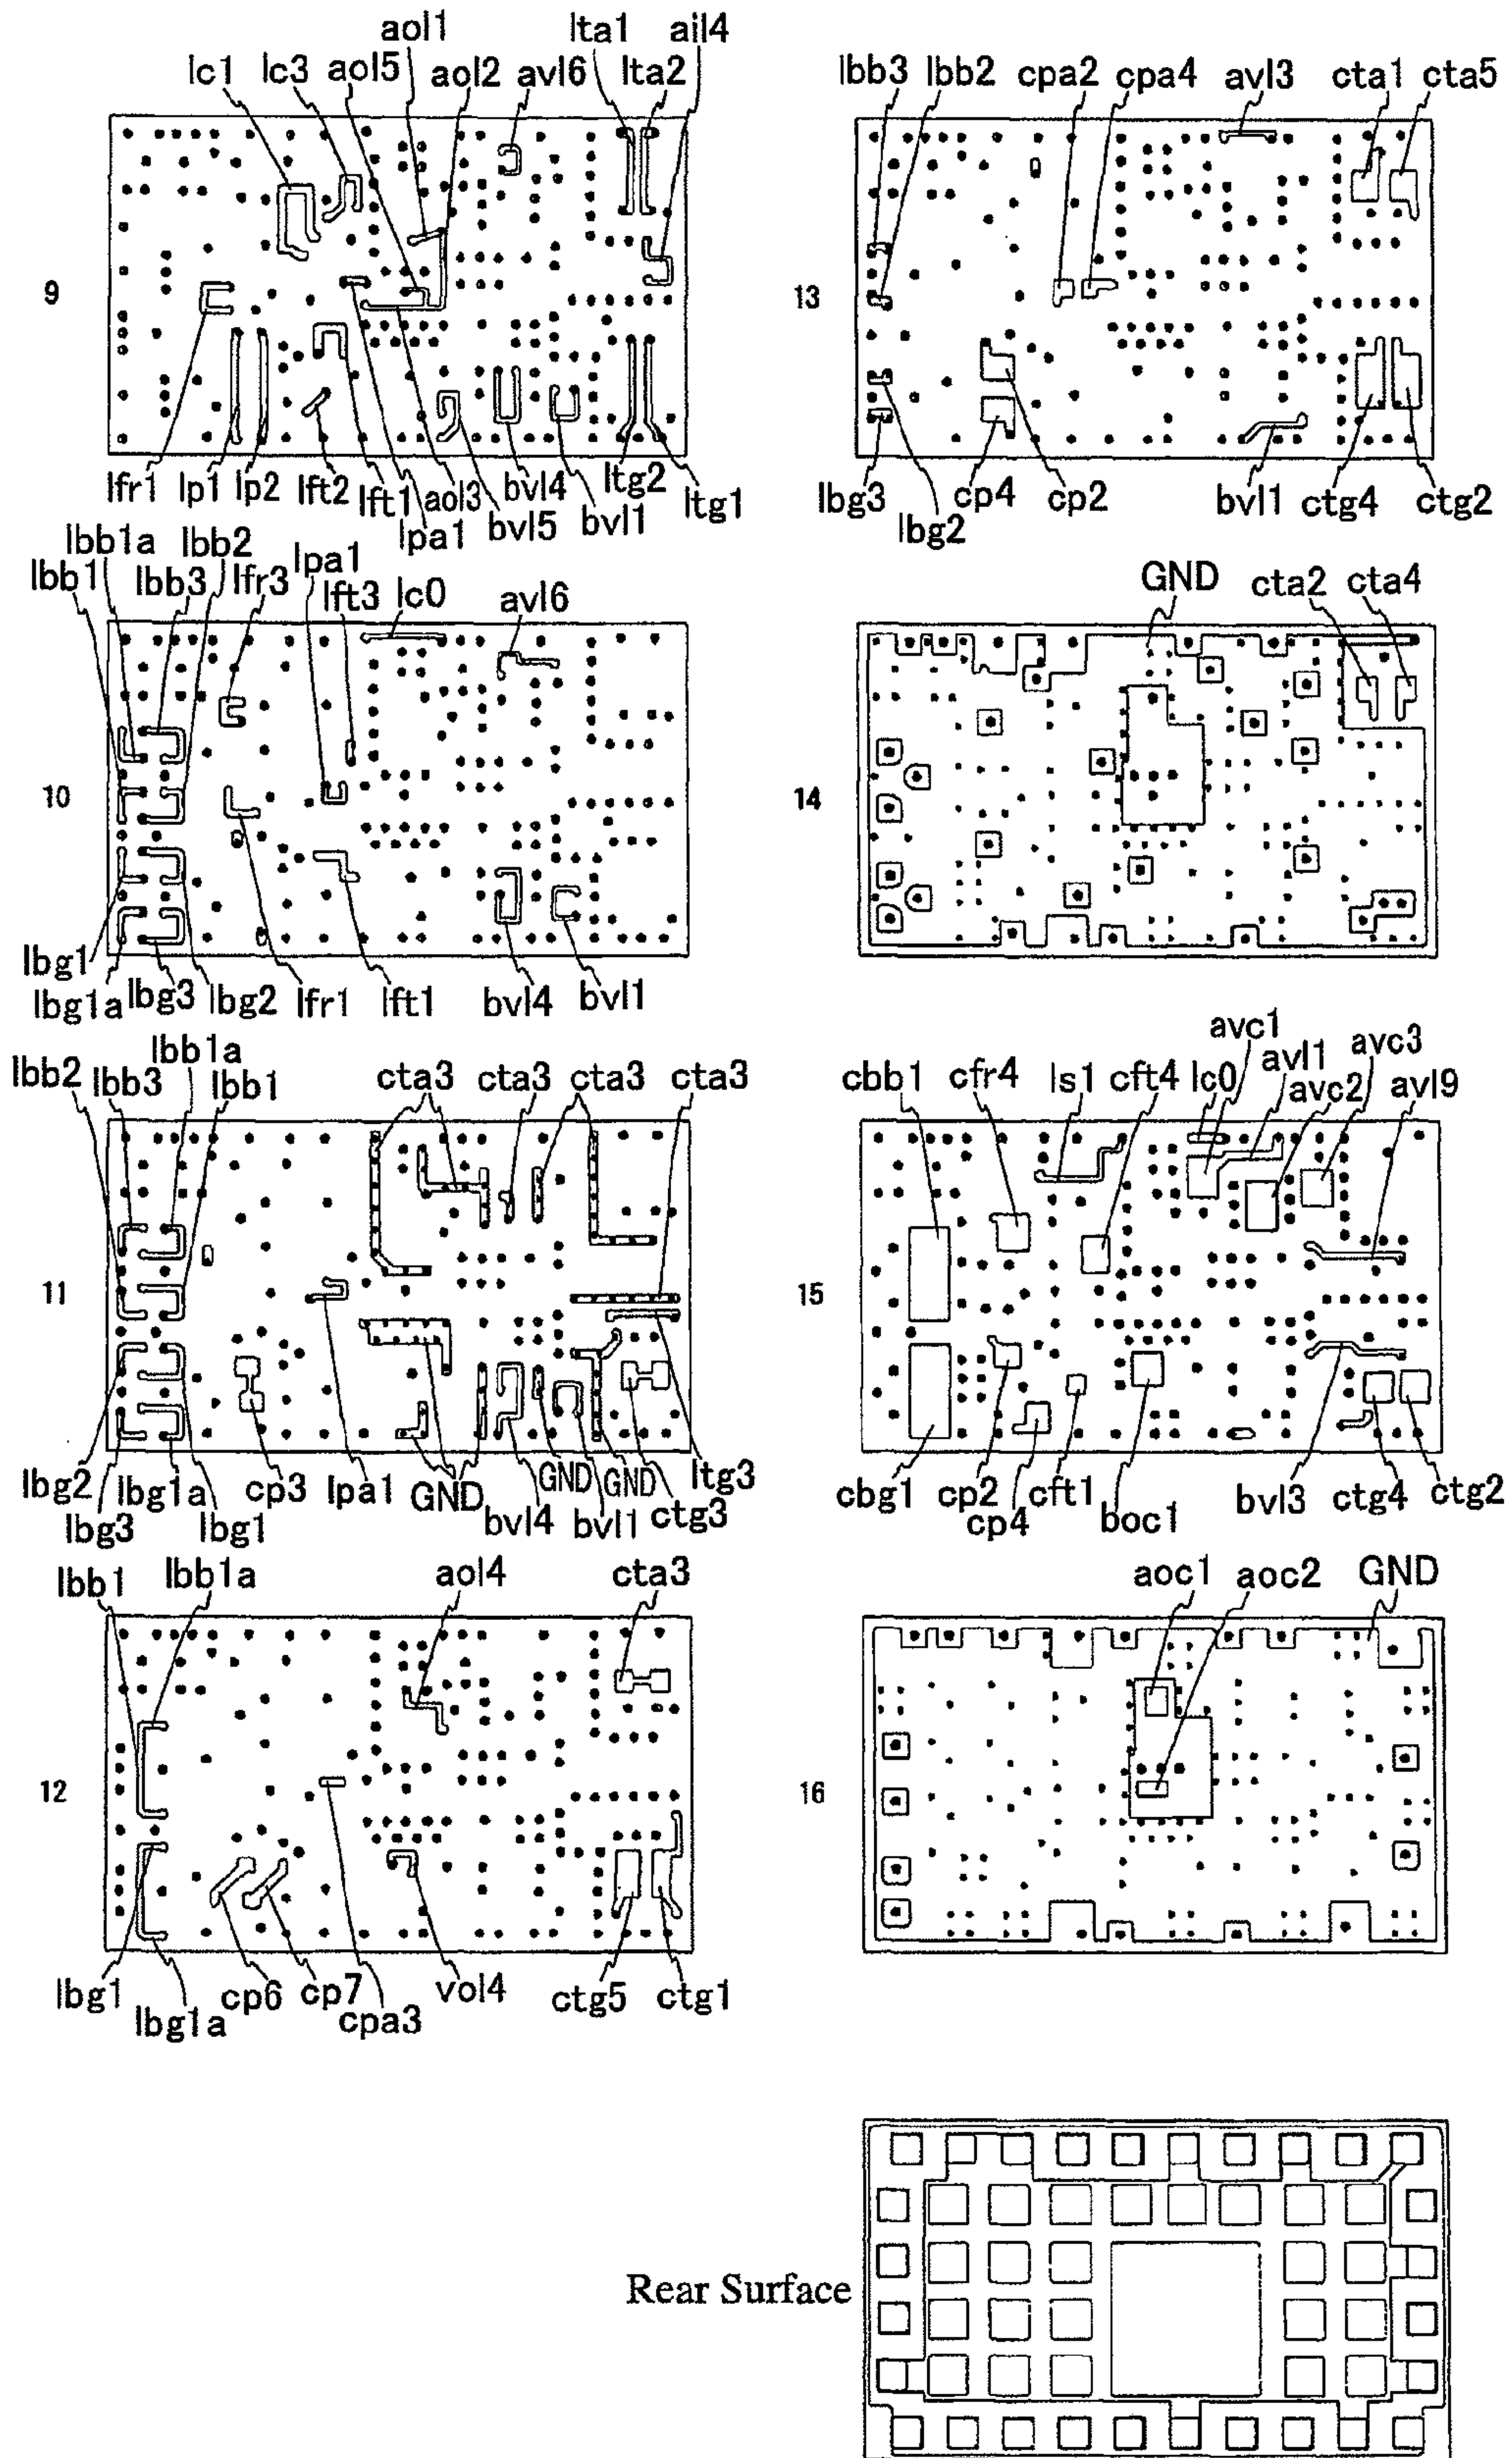 aol1 lta1 ail4
lc1 lc3 aol5 aol2 avl6 lta2
9
lfr1 lp1 lp2 lft2 lft1 aol3 bvl4 ltg2 ltg1
lpa1 bvl5 bvl1
lbb3 lbb2 cpa2 cpa4 avl3 cta1 cta5
13
lbg3 cp4 cp2 bvl1 ctg4 ctg2
lbg2
lbb1a lbb2 lpa1
lbb1 lbb3 lfr3 lft3 lc0 avl6
10
lbg1
lbg1a lbg3 lbg2 lfr1 lft1 bvl4 bvl1
GND cta2 cta4
14
lbb1a
lbb2 lbb3 lbb1 cta3 cta3 cta3 cta3
11
lbg2 lbg1a cp3 lpa1 GND GND GND ltg3
lbg3 lbg1 bvl4 bvl1 ctg3
avc1
avl1 avc3
cbb1 cfr4 ls1 cft4 lc0 avc2 avl9
15
cbg1 cp2 cft1 boc1 bvl3 ctg4 ctg2
cp4
lbb1 lbb1a aol4 cta3
12
lbg1 cp6 cp7 vol4 ctg5 ctg1
lbg1a cpa3
aoc1 aoc2 GND
16
Rear Surface